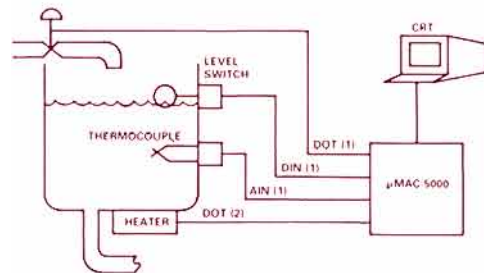 CRT
LEVEL
SWITCH
THERMOCOUPLE
DOT (1)
DIN (1)
AIN (1)
μMAC 5000
HEATER
DOT (2)